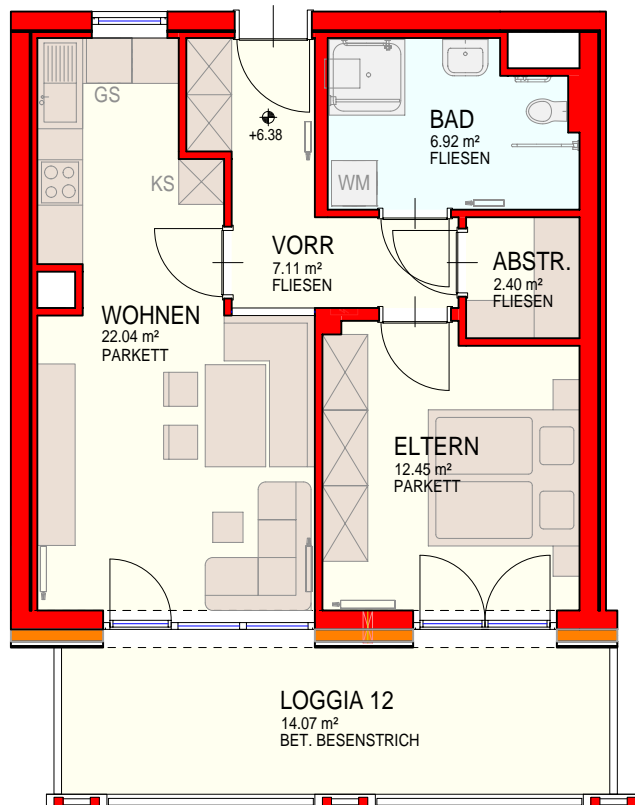 GS
+6.38
BAD
6.92 m²
FLIESEN
KS
WM
VORR
7.11 m²
FLIESEN
ABSTR.
2.40 m²
FLIESEN
WOHNEN
22.04 m²
PARKETT
ELTERN
12.45 m²
PARKETT
LOGGIA 12
14.07 m²
BET. BESENSTRICH